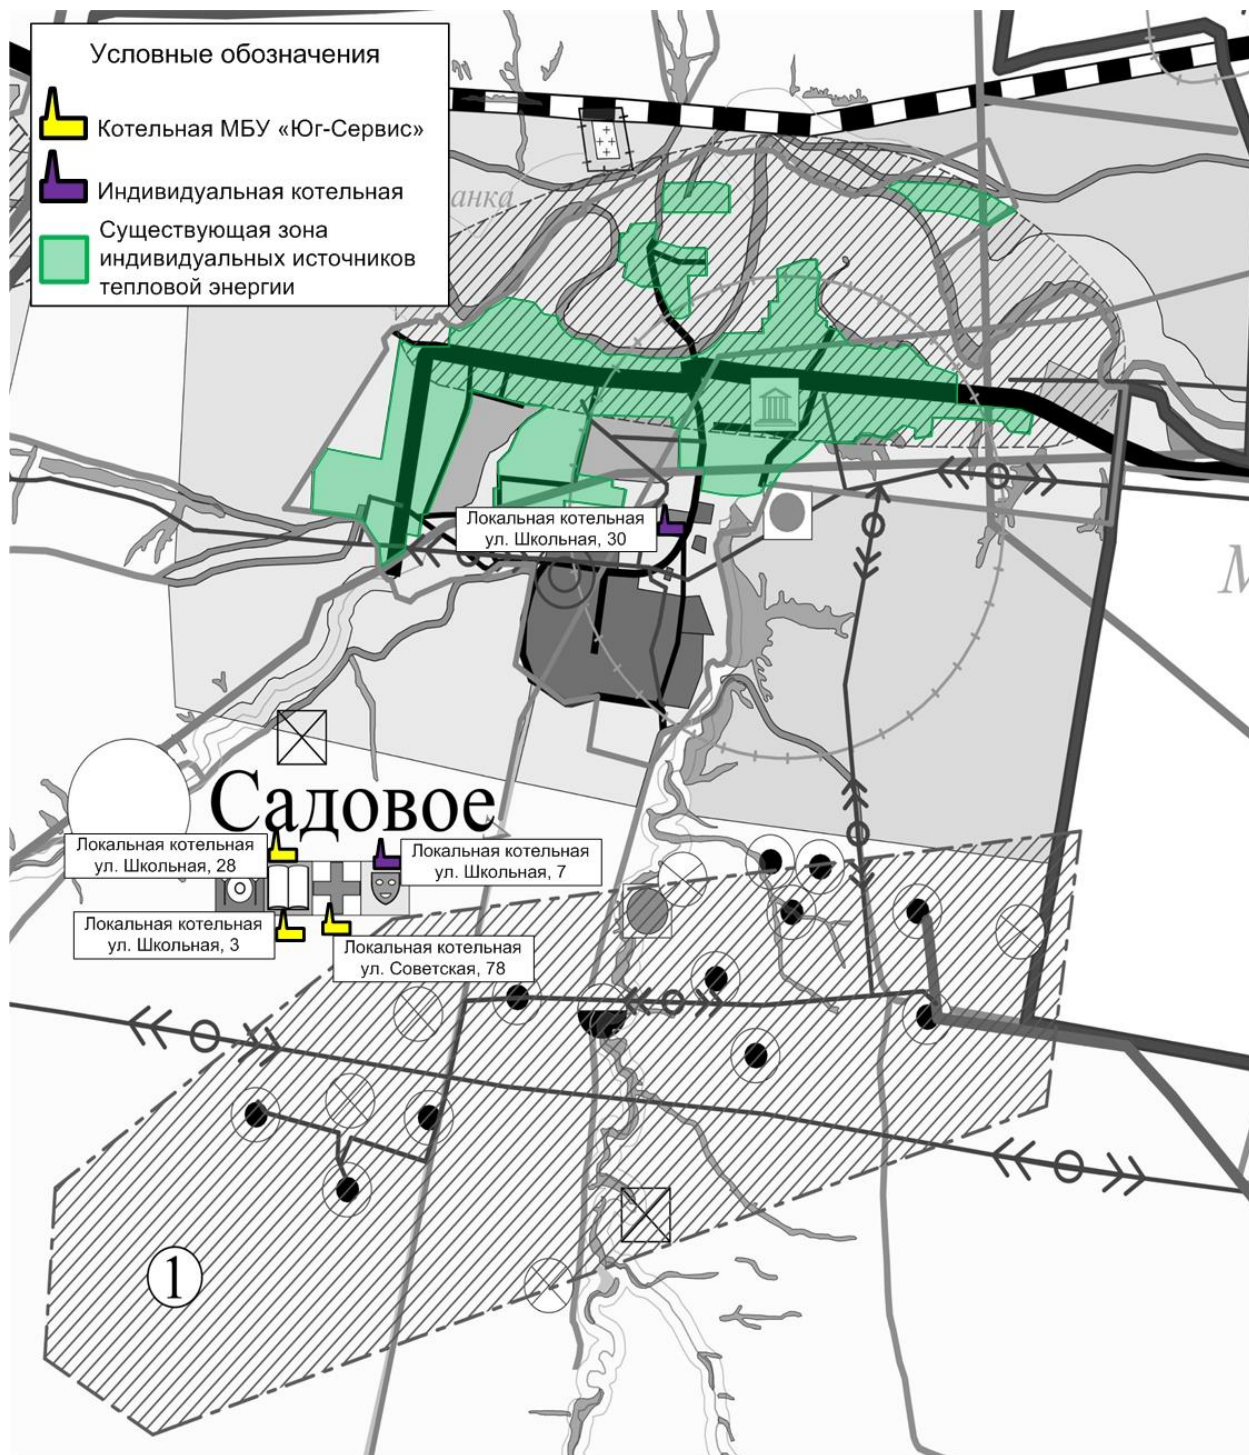 Условные обозначения
Котельная МБУ «Юг-Сервис»
Индивидуальная котельная
Существующая зона
индивидуальных источников
тепловой энергии
анка
Локальная котельная
ул. Школьная, 30
М
Садовое
Локальная котельная
ул. Школьная, 28
Локальная котельная
ул. Школьная, 7
Локальная котельная
ул. Школьная, 3
Локальная котельная
ул. Советская, 78
1